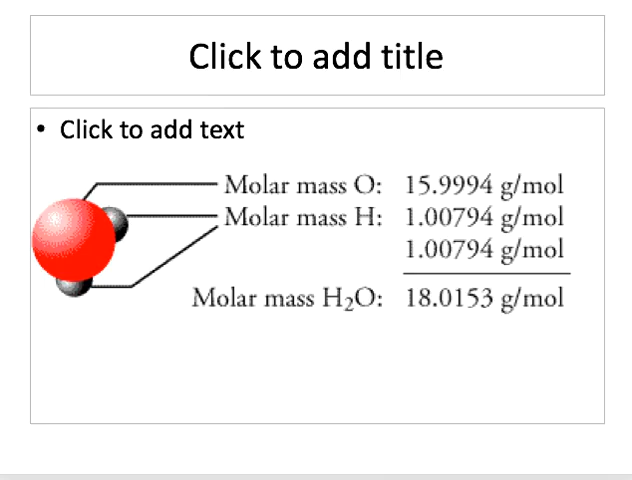 Click to add title
• Click to add text
Molar mass O: 15.9994 g/mol
Molar mass H: 1.00794 g/mol
1.00794 g/mol
Molar mass H₂O: 18.0153 g/mol